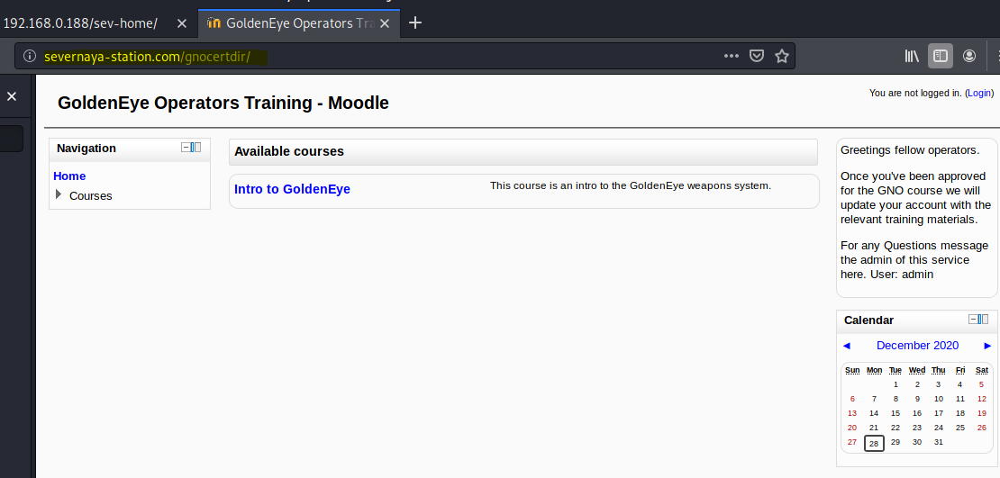 192.168.0.188/sev-home/
GoldenEye Operators Tra
severnaya-station.com/gnocertdir/
GoldenEye Operators Training - Moodle
You are not logged in. (Login)
Navigation
Home
Courses
Available courses
Intro to GoldenEye
This course is an intro to the GoldenEye weapons system.
Greetings fellow operators.
Once you've been approved
for the GNO course we will
update your account with the
relevant training materials.
For any Questions message
the admin of this service
here. User: admin
Calendar
◄ December 2020 ►
Sun Mon Tue Wed Thu Fri Sat
1 2 3 4 5
6 7 8 9 10 11 12
13 14 15 16 17 18 19
20 21 22 23 24 25 26
27 28 29 30 31